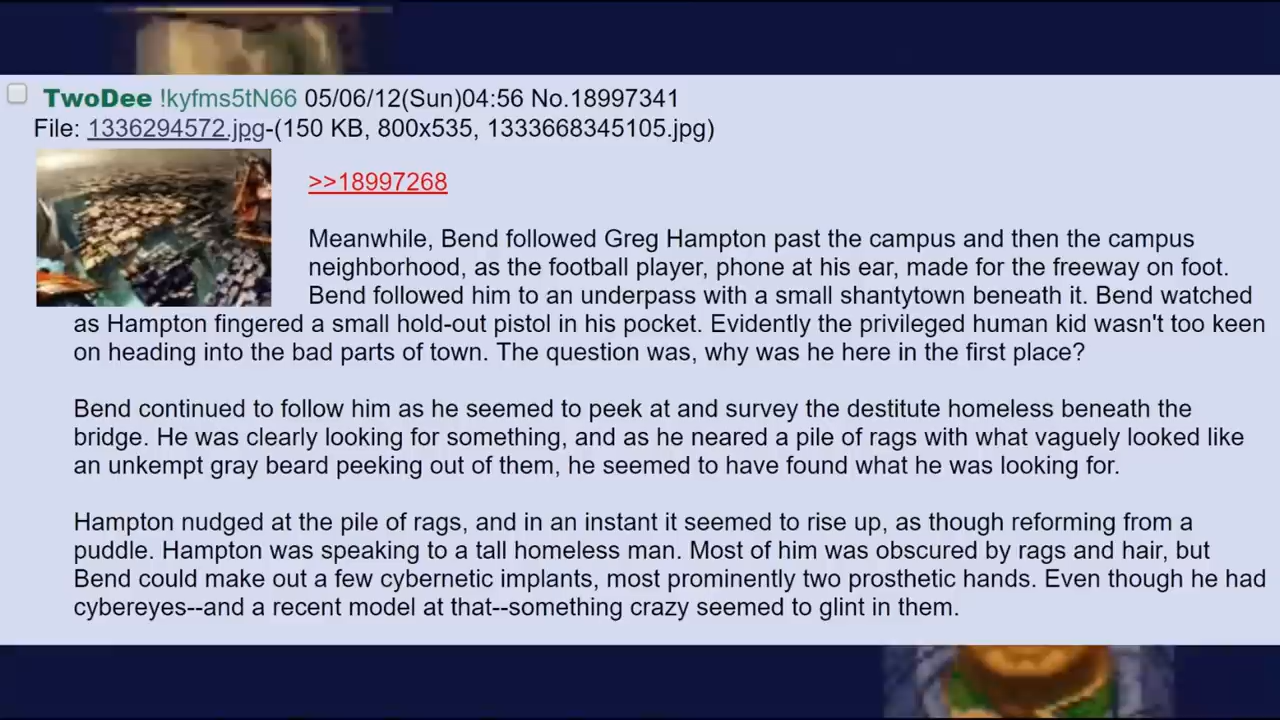 TwoDee !kyfms5tN66 05/06/12(Sun)04:56 No.18997341
File: 1336294572.jpg-(150 KB, 800x535, 1333668345105.jpg)
>>18997268
Meanwhile, Bend followed Greg Hampton past the campus and then the campus
neighborhood, as the football player, phone at his ear, made for the freeway on foot.
Bend followed him to an underpass with a small shantytown beneath it. Bend watched
as Hampton fingered a small hold-out pistol in his pocket. Evidently the privileged human kid wasn't too keen
on heading into the bad parts of town. The question was, why was he here in the first place?
Bend continued to follow him as he seemed to peek at and survey the destitute homeless beneath the
bridge. He was clearly looking for something, and as he neared a pile of rags with what vaguely looked like
an unkempt gray beard peeking out of them, he seemed to have found what he was looking for.
Hampton nudged at the pile of rags, and in an instant it seemed to rise up, as though reforming from a
puddle. Hampton was speaking to a tall homeless man. Most of him was obscured by rags and hair, but
Bend could make out a few cybernetic implants, most prominently two prosthetic hands. Even though he had
cybereyes--and a recent model at that--something crazy seemed to glint in them.